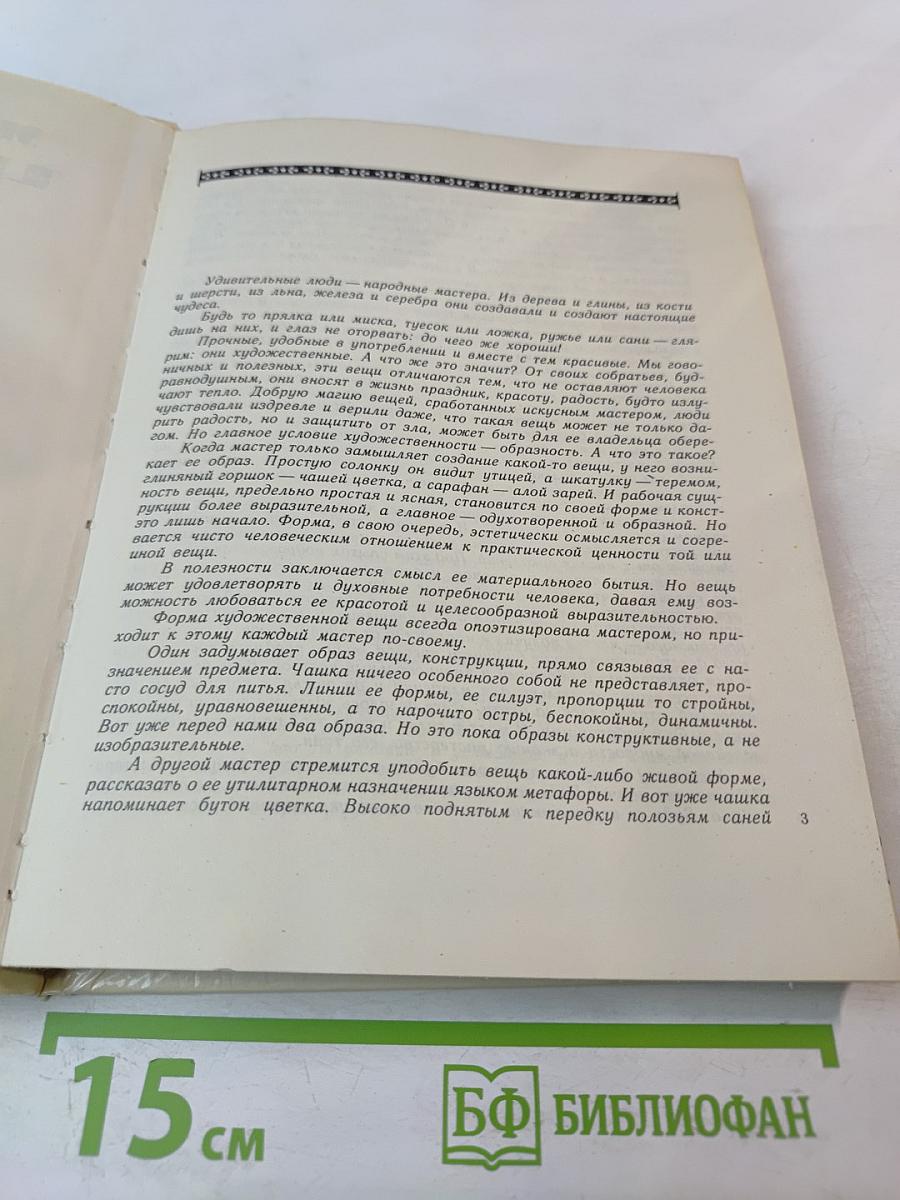 Удивительные люди — народные мастера. Из дерева и глины, из кости
и шерсти, из льна, железа и серебра они создавали и создают настоящие
чудеса.
Будь то прялка или миска, туесок или ложка, ружье или сани — гля-
дишь на них, и глаз не оторвать: до чего же хороши!
Прочные, удобные в употреблении и вместе с тем красивые. Мы гово-
рим: они художественные. А что же это значит? От своих собратьев, буд-
ничных и полезных, эти вещи отличаются тем, что не оставляют человека
равнодушным, они вносят в жизнь праздник, красоту, радость, будто излу-
чают тепло. Добрую магию вещей, сработанных искусным мастером, люди
чувствовали издревле и верили даже, что такая вещь может не только да-
рить радость, но и защитить от зла, может быть для ее владельца обере-
гом. Но главное условие художественности — образность. А что это такое?
Когда мастер только замышляет создание какой-то вещи, у него возни-
кает ее образ. Простую солонку он видит утицей, а шкатулку — теремом,
глиняный горшок — чашей цветка, а сарафан — алой зарей. И рабочая сущ-
ность вещи, предельно простая и ясная, становится по своей форме и конст-
рукции более выразительной, а главное — одухотворенной и образной. Но
это лишь начало. Форма, в свою очередь, эстетически осмысляется и согре-
вается чисто человеческим отношением к практической ценности той или
иной вещи.
В полезности заключается смысл ее материального бытия. Но вещь
может удовлетворять и духовные потребности человека, давая ему воз-
можность любоваться ее красотой и целесообразной выразительностью.
Форма художественной вещи всегда опоэтизирована мастером, но при-
ходит к этому каждый мастер по-своему.
Один задумывает образ вещи, конструкции, прямо связывая ее с на-
значением предмета. Чашка ничего особенного собой не представляет, про-
сто сосуд для питья. Линии ее формы, ее силуэт, пропорции то стройны,
спокойны, уравновешенны, а то нарочито остры, беспокойны, динамичны.
Вот уже перед нами два образа. Но это пока образы конструктивные, а не
изобразительные.
А другой мастер стремится уподобить вещь какой-либо живой форме,
рассказать о ее утилитарном назначении языком метафоры. И вот уже чашка
напоминает бутон цветка. Высоко поднятым к передку полозьям саней 3
15 см
БФ БИБЛИОФАН